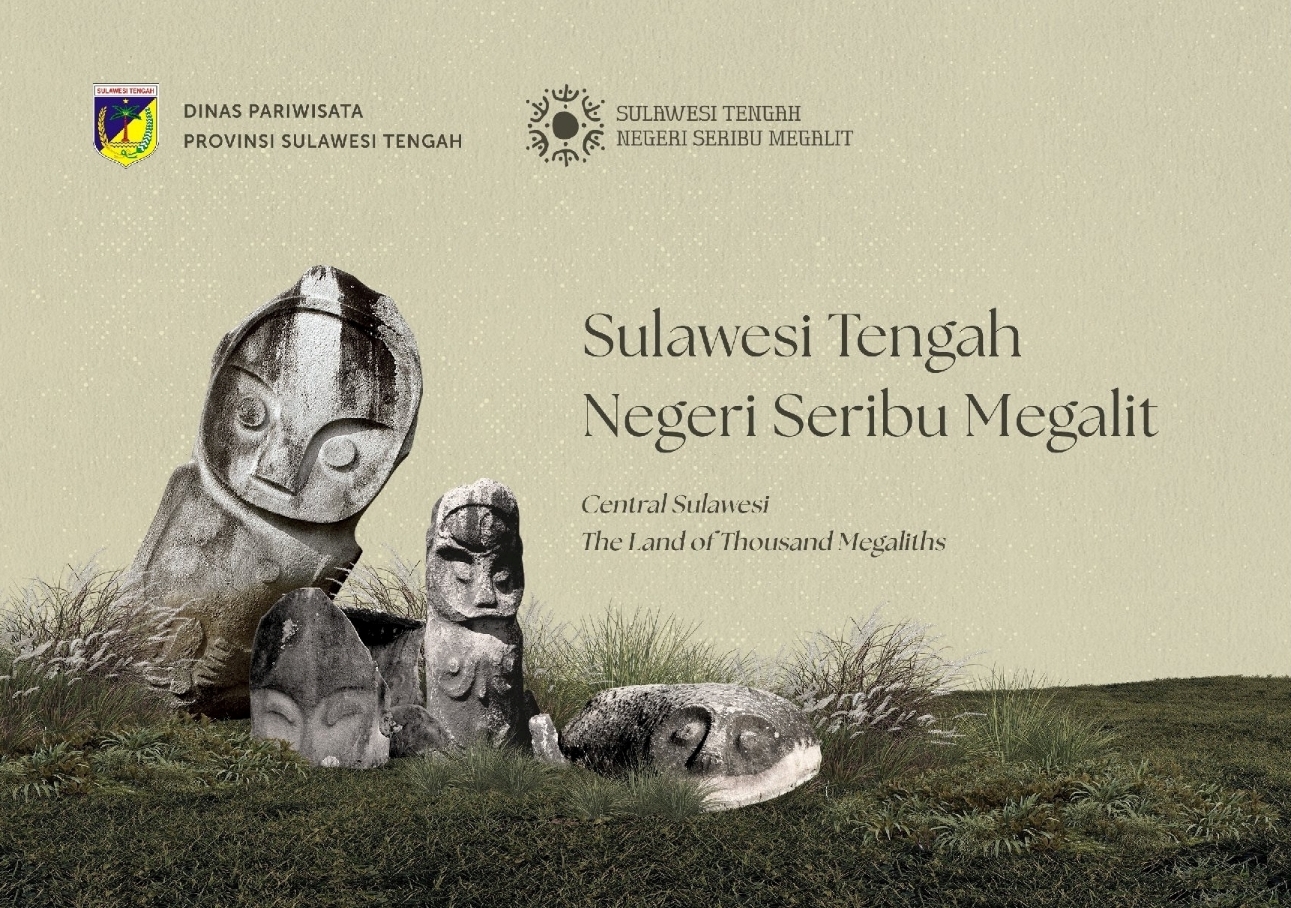 SULAWESI TENGAH
DINAS PARIWISATA
PROVINSI SULAWESI TENGAH
SULAWESI TENGAH
NEGERI SERIBU MEGALIT
Sulawesi Tengah
Negeri Seribu Megalit
Central Sulawesi
The Land of Thousand Megaliths